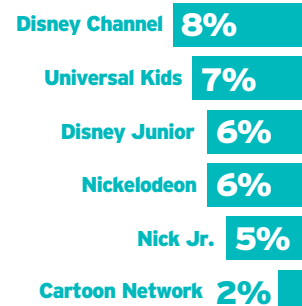 Disney Channel 8%
Universal Kids 7%
Disney Junior 6%
Nickelodeon 6%
Nick Jr. 5%
Cartoon Network 2%